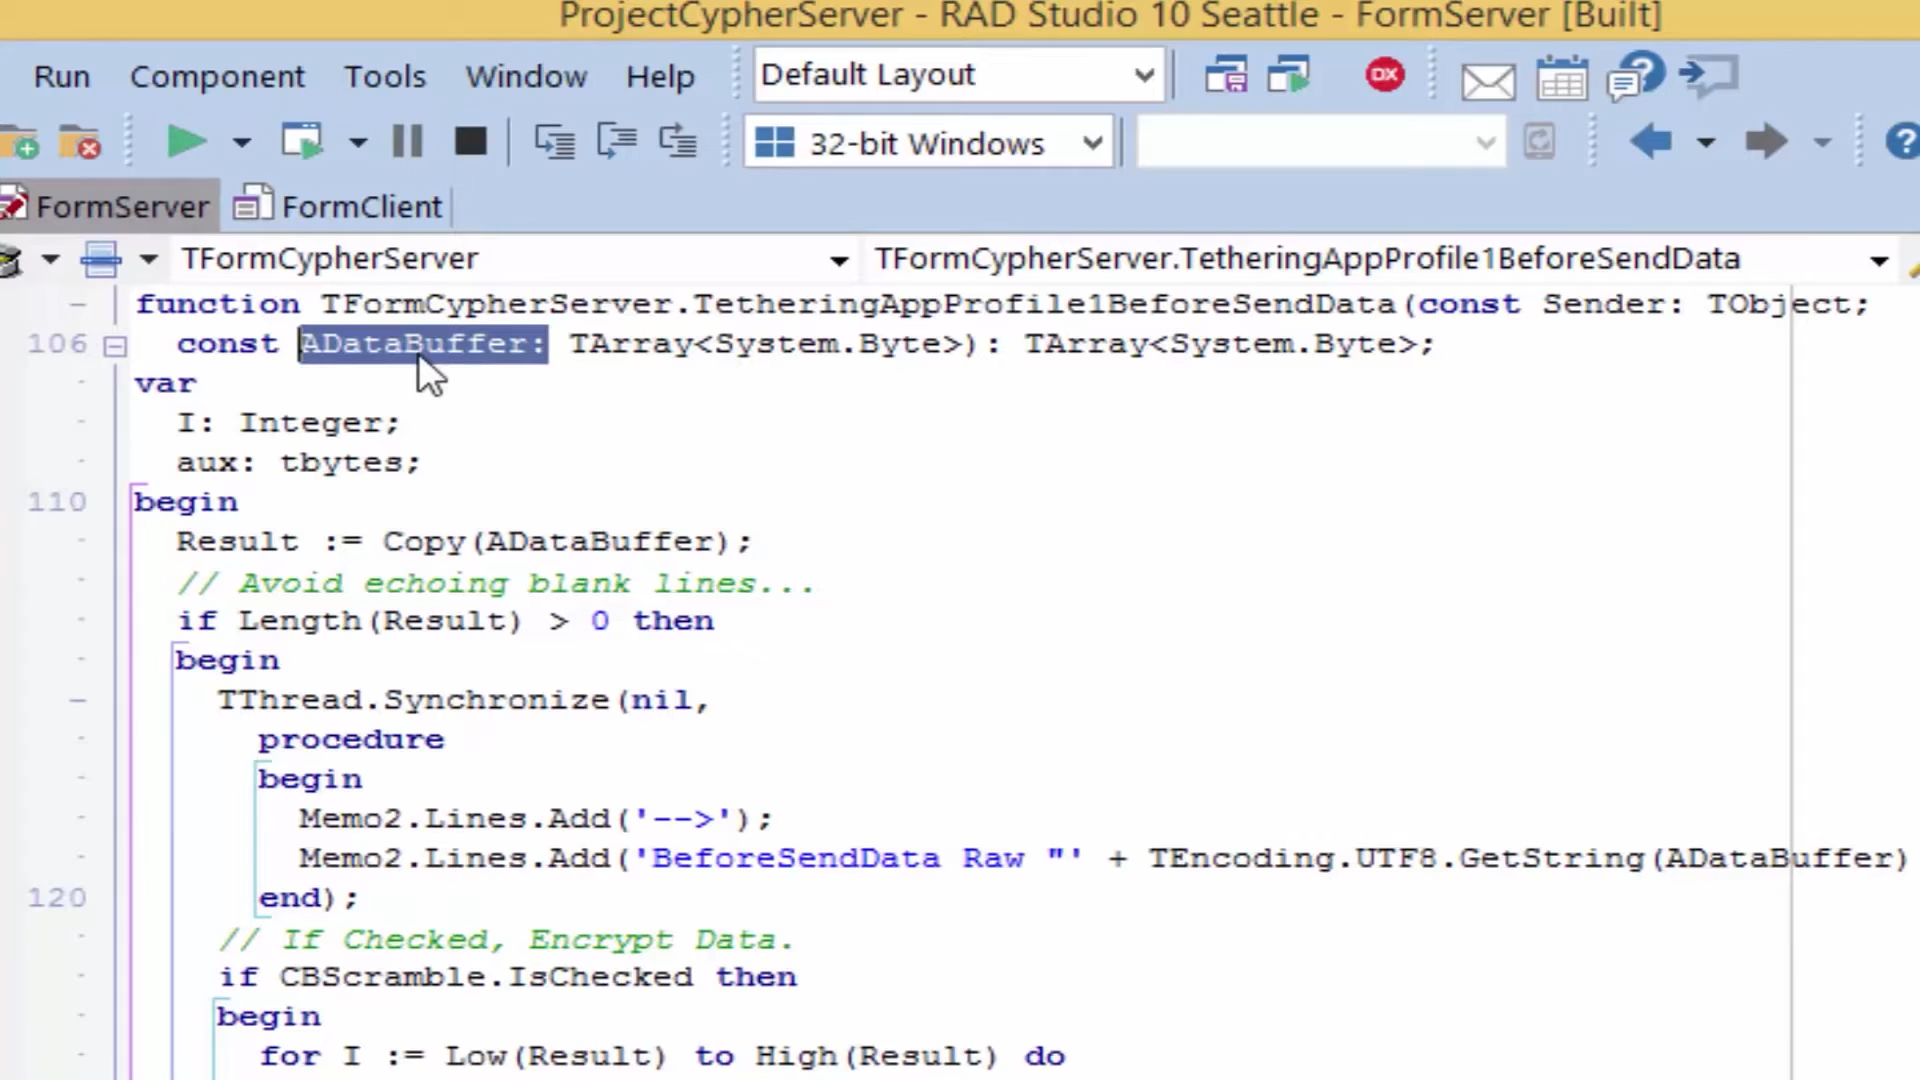 ProjectCypherServer - RAD Studio 10 Seattle - FormServer [Built]
Run Component Tools Window Help Default Layout DX
32-bit Windows
FormServer FormClient
TFormCypherServer TFormCypherServer.TetheringAppProfile1BeforeSendData
function TFormCypherServer.TetheringAppProfile1BeforeSendData(const Sender: TObject;
106 const ADataBuffer: TArray<System.Byte>): TArray<System.Byte>;
var
I: Integer;
aux: tbytes;
110 begin
Result := Copy(ADataBuffer);
// Avoid echoing blank lines...
if Length(Result) > 0 then
begin
TThread.Synchronize(nil,
procedure
begin
Memo2.Lines.Add('-->');
Memo2.Lines.Add('BeforeSendData Raw "' + TEncoding.UTF8.GetString(ADataBuffer)
120 end);
// If Checked, Encrypt Data.
if CBScramble.IsChecked then
begin
for I := Low(Result) to High(Result) do